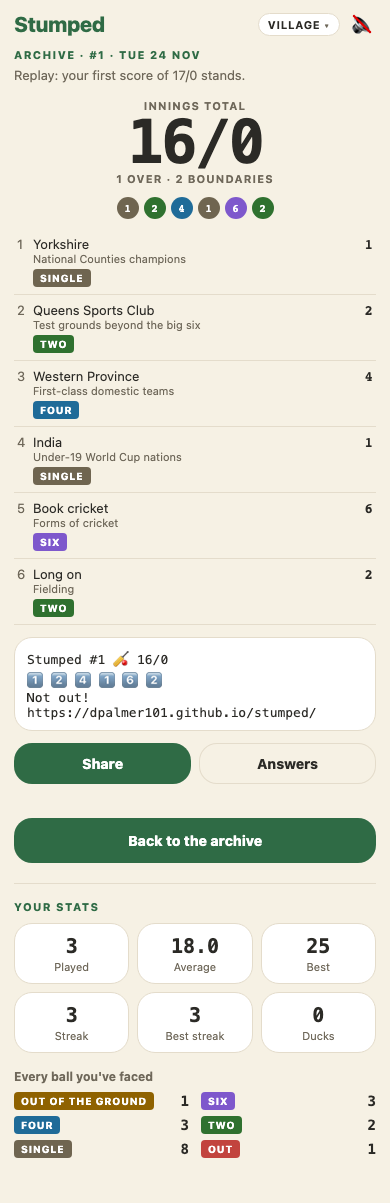 Stumped
VILLAGE ▾
ARCHIVE · #1 · TUE 24 NOV
Replay: your first score of 17/0 stands.
INNINGS TOTAL
16/0
1 OVER · 2 BOUNDARIES
1 2 4 1 6 2
1 Yorkshire 1
National Counties champions
SINGLE
2 Queens Sports Club 2
Test grounds beyond the big six
TWO
3 Western Province 4
First-class domestic teams
FOUR
4 India 1
Under-19 World Cup nations
SINGLE
5 Book cricket 6
Forms of cricket
SIX
6 Long on 2
Fielding
TWO
Stumped #1 🏏 16/0
1️⃣ 2️⃣ 4️⃣ 1️⃣ 6️⃣ 2️⃣
Not out!
https://dpalmer101.github.io/stumped/
Share Answers
Back to the archive
YOUR STATS
3 18.0 25
Played Average Best
3 3 0
Streak Best streak Ducks
Every ball you've faced
OUT OF THE GROUND 1 SIX 3
FOUR 3 TWO 2
SINGLE 8 OUT 1